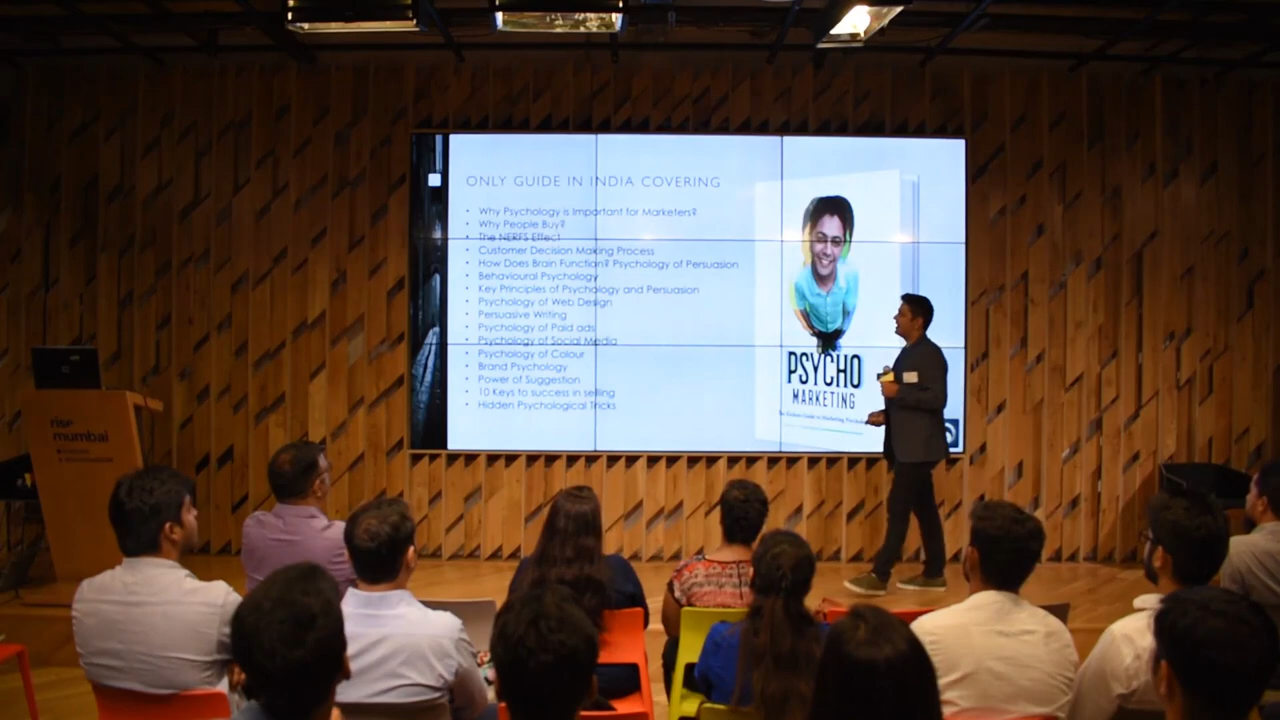 ONLY GUIDE IN INDIA COVERING
• Why Psychology is Important for Marketers?
• Why People Buy?
• The NERFS Effect
• Customer Decision Making Process
• How Does Brain Function? Psychology of Persuasion
• Behavioural Psychology
• Key Principles of Psychology and Persuasion
• Psychology of Web Design
• Persuasive Writing
• Psychology of Paid ads
• Psychology of Social Media
• Psychology of Colour
• Brand Psychology
• Power of Suggestion
• 10 Keys to success in selling
• Hidden Psychological Tricks
PSYCHO
MARKETING
Guide to Marketing
rise
mumbai